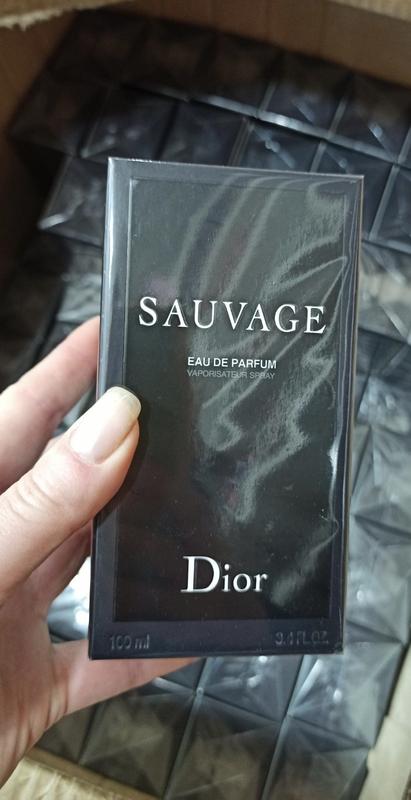 SAUVAGE
EAU DE PARFUM
VAPORISATEUR SPRAY
Dior
100 ml 3.4 FL.OZ.